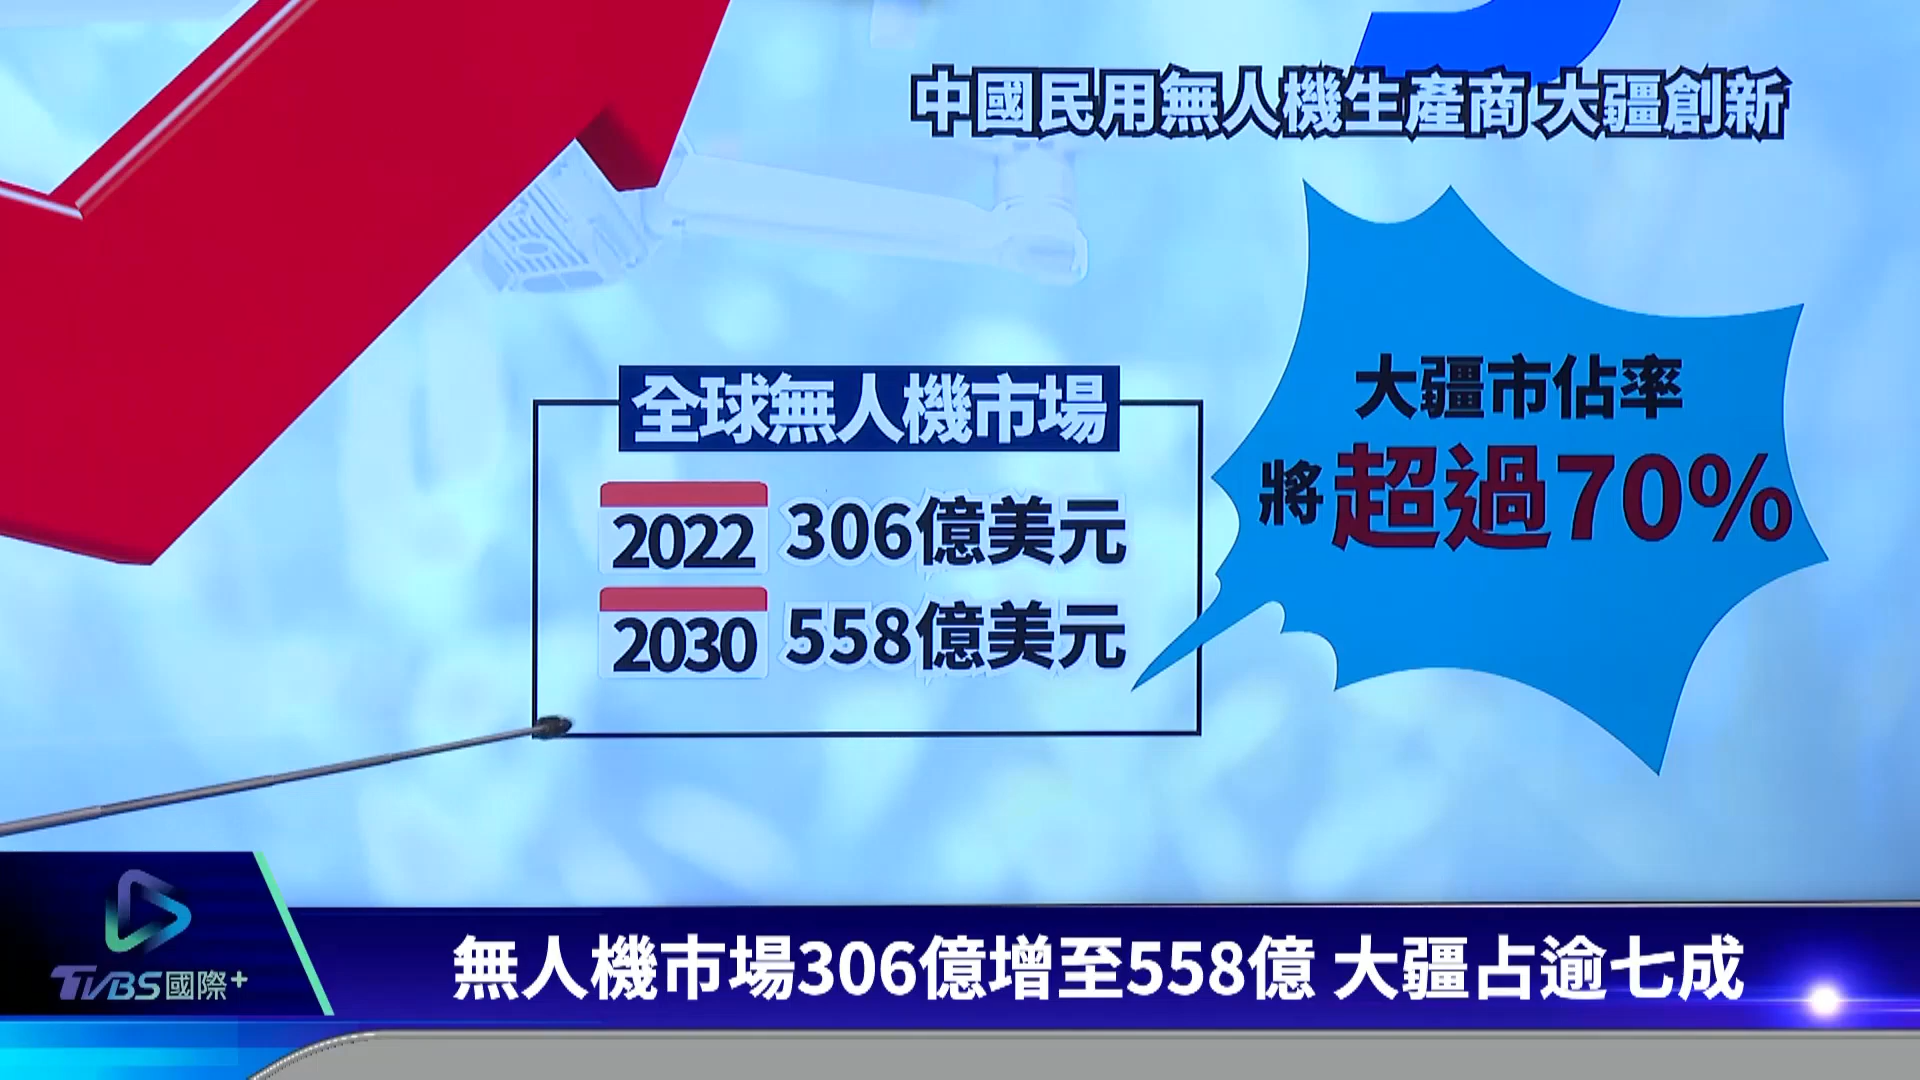 中國民用無人機生產商 大疆創新
大疆市佔率
將超過70%
全球無人機市場
2022 306億美元
2030 558億美元
無人機市場306億增至558億 大疆占逾七成
TVBS國際+